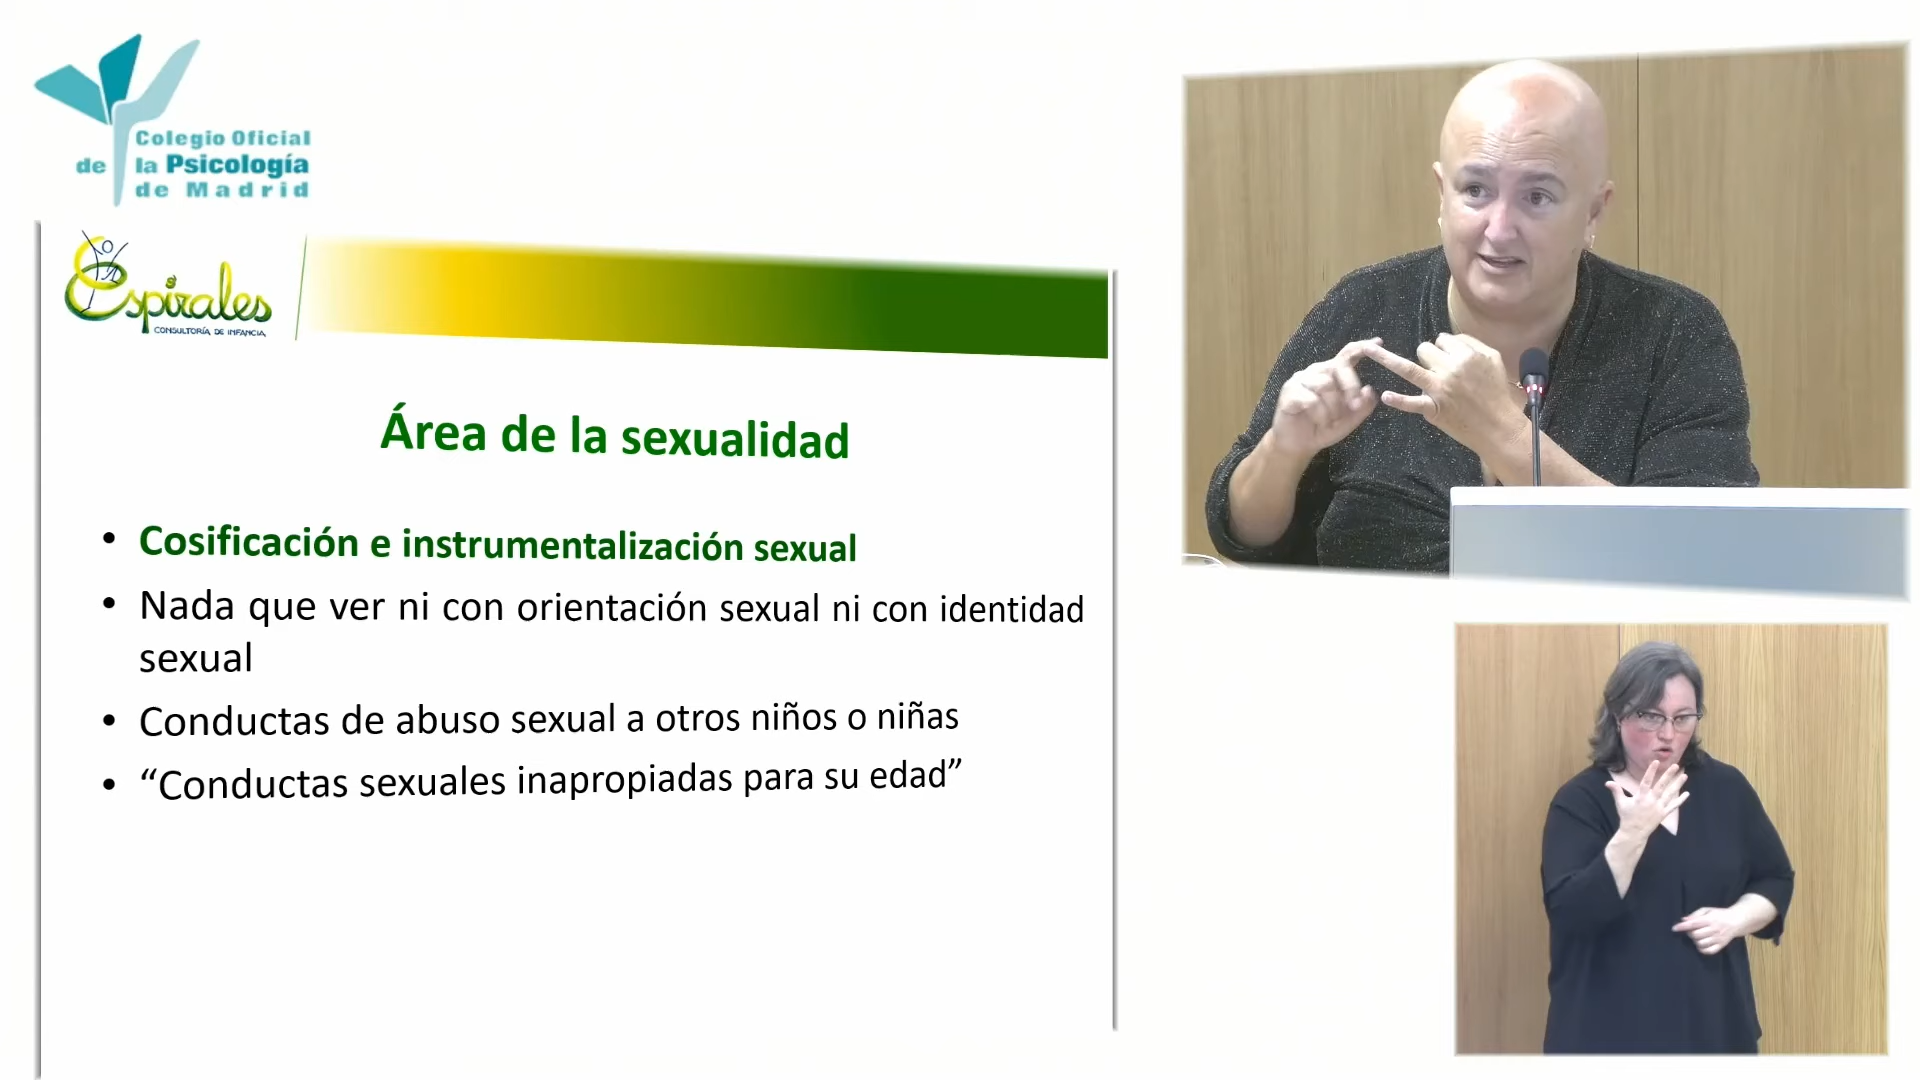 Colegio Oficial
de la Psicología
de Madrid
Espirales
CONSULTORÍA DE INFANCIA
Área de la sexualidad
• Cosificación e instrumentalización sexual
• Nada que ver ni con orientación sexual ni con identidad
sexual
• Conductas de abuso sexual a otros niños o niñas
• “Conductas sexuales inapropiadas para su edad”